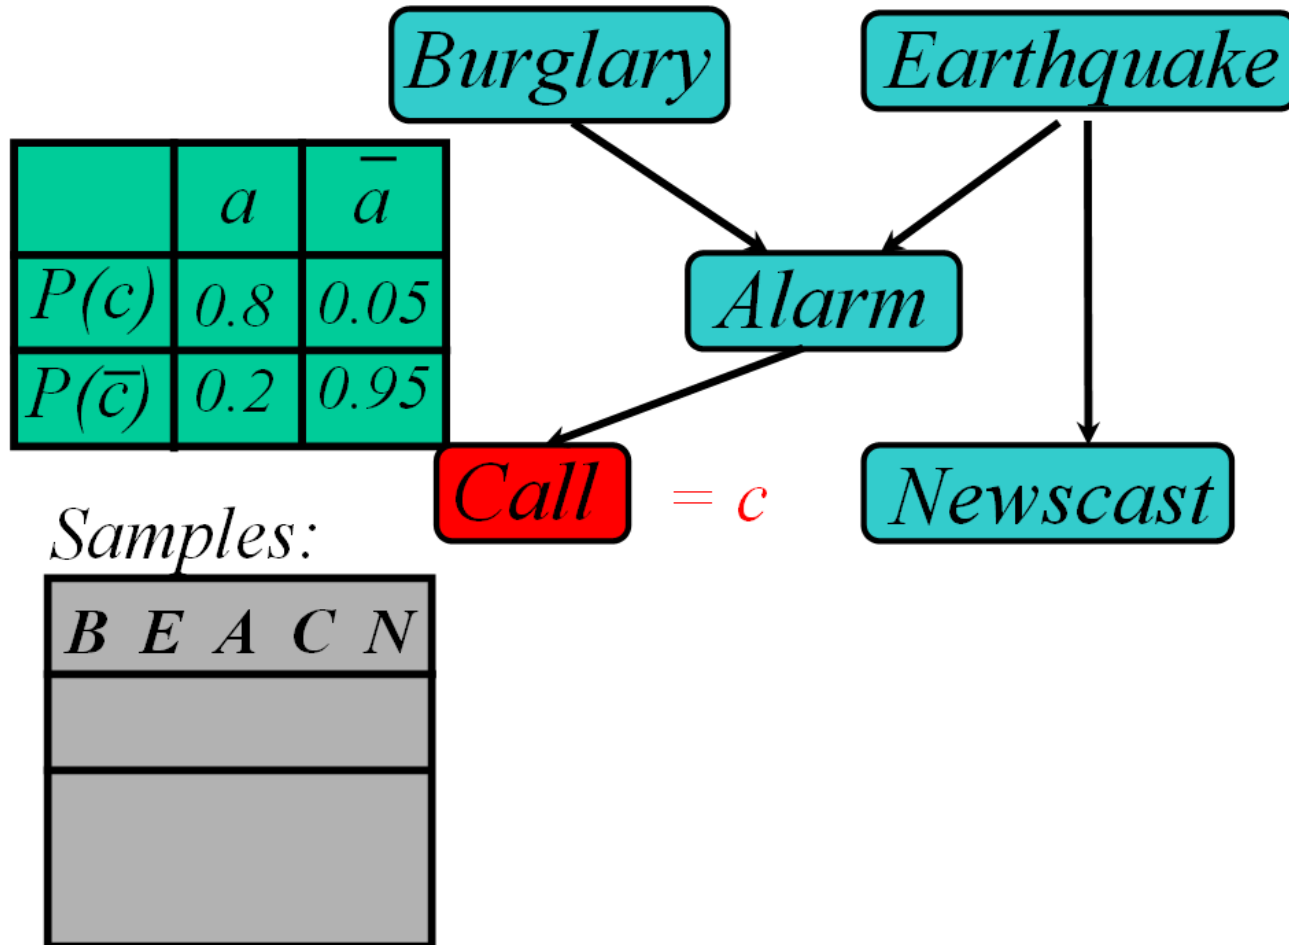 Burglary
Earthquake
a a̅
Alarm
P(c) 0.8 0.05
P(c̅) 0.2 0.95
Call = c
Newscast
Samples:
B E A C N